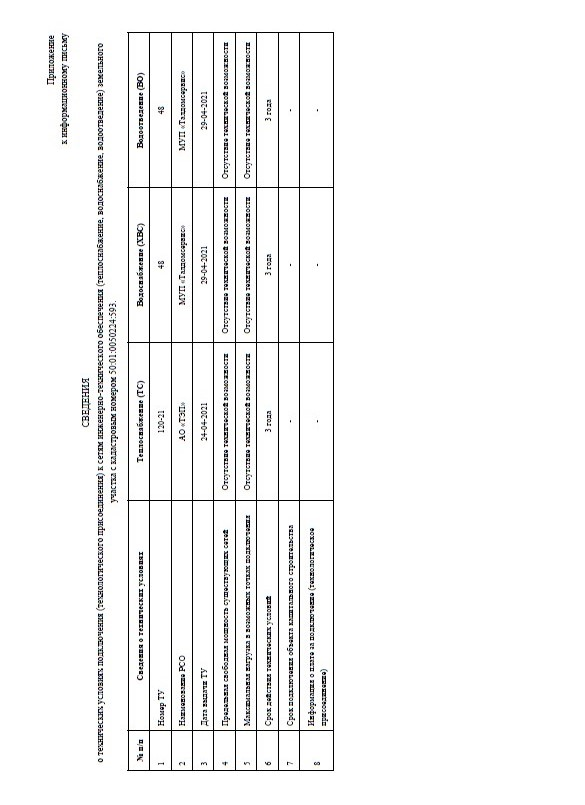 Приложение
к информационному письму
СВЕДЕНИЯ
о технических условиях подключения (технологического присоединения) к сетям инженерно-технического обеспечения (теплоснабжение, водоснабжение, водоотведение) земельного
участка с кадастровым номером 50:01:0050224:593.
№ п/п Сведения о технических условиях Теплоснабжение (ТС) Водоснабжение (ХВС) Водоотведение (ВО)
1 Номер ТУ 120-21 48 48
2 Наименование РСО АО «ТЭП» МУП «Талдомсервис» МУП «Талдомсервис»
3 Дата выдачи ТУ 24-04-2021 29-04-2021 29-04-2021
4 Предельная свободная мощность существующих сетей Отсутствие технической возможности Отсутствие технической возможности Отсутствие технической возможности
5 Максимальная нагрузка в возможных точках подключения Отсутствие технической возможности Отсутствие технической возможности Отсутствие технической возможности
6 Срок действия технических условий 3 года 3 года 3 года
7 Срок подключения объекта капитального строительства - - -
8 Информация о плате за подключение (технологическое
присоединение) - - -